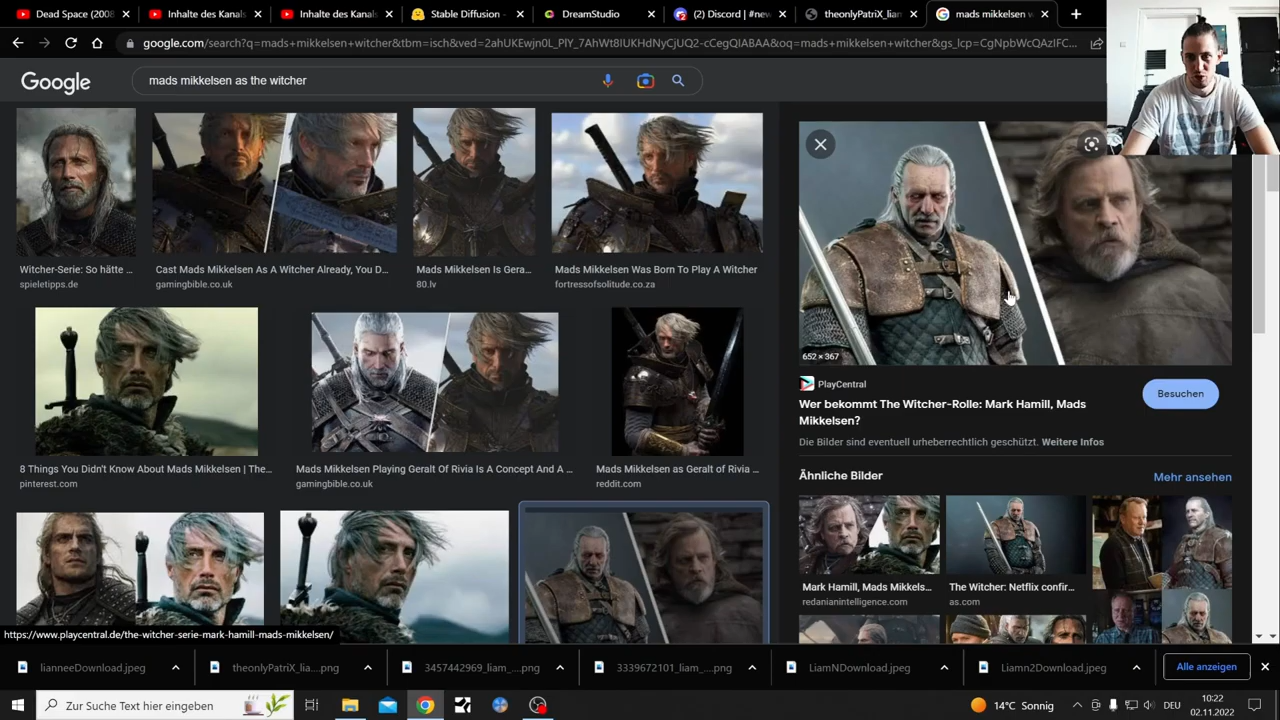 Dead Space (2008
Inhalte des Kanals
Inhalte des Kanals
Stable Diffusion -
DreamStudio
(2) Discord | #new
theonlyPatriX_liam
mads mikkelsen w
google.com/search?q=mads+mikkelsen+witcher&tbm=isch&ved=2ahUKEwjn0L_PlY_7AhWt8IUKHdNyCjUQ2-cCegQIABAA&oq=mads+mikkelsen+witcher&gs_lcp=CgNpbWcQAzIFC...
Google
mads mikkelsen as the witcher
Witcher-Serie: So hätte ...
spieletipps.de
Cast Mads Mikkelsen As A Witcher Already, You D...
gamingbible.co.uk
Mads Mikkelsen Is Gera...
80.lv
Mads Mikkelsen Was Born To Play A Witcher
fortressofsolitude.co.za
652 × 367
PlayCentral
Wer bekommt The Witcher-Rolle: Mark Hamill, Mads
Mikkelsen?
Besuchen
Die Bilder sind eventuell urheberrechtlich geschützt. Weitere Infos
8 Things You Didn't Know About Mads Mikkelsen | The...
pinterest.com
Mads Mikkelsen Playing Geralt Of Rivia Is A Concept And A ...
gamingbible.co.uk
Mads Mikkelsen as Geralt of Rivia ...
reddit.com
Ähnliche Bilder
Mehr ansehen
Mark Hamill, Mads Mikkels...
redanianintelligence.com
The Witcher: Netflix confir...
as.com
https://www.playcentral.de/the-witcher-serie-mark-hamill-mads-mikkelsen/
lianneeDownload.jpeg
theonlyPatriX_lia....png
3457442969_liam_....png
3339672101_liam_....png
LiamNDownload.jpeg
Liamn2Download.jpeg
Alle anzeigen
Zur Suche Text hier eingeben
14°C Sonnig
DEU
10:22
02.11.2022